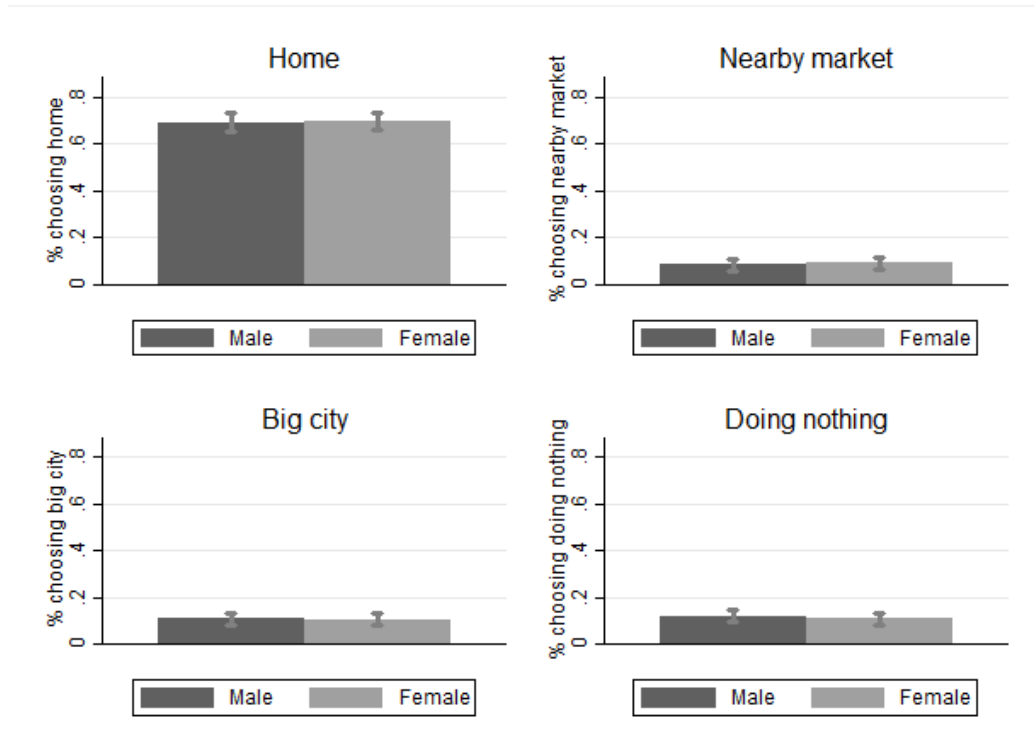 Home
% choosing home
.8
.6
.4
.2
0
Male Female
Nearby market
% choosing nearby market
.8
.6
.4
.2
0
Male Female
Big city
% choosing big city
.8
.6
.4
.2
0
Male Female
Doing nothing
% choosing doing nothing
.8
.6
.4
.2
0
Male Female